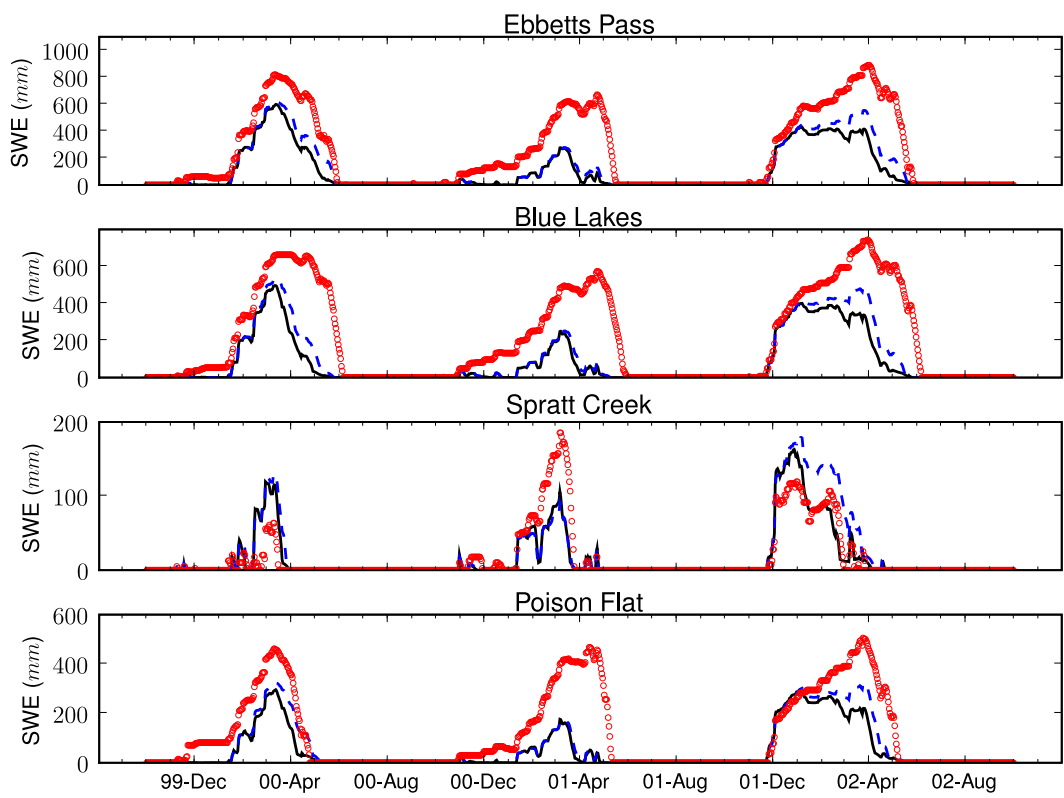 Ebbetts Pass
SWE (mm)
1000
800
600
400
200
0
Blue Lakes
SWE (mm)
600
400
200
0
Spratt Creek
SWE (mm)
200
100
0
Poison Flat
SWE (mm)
600
400
200
0
99-Dec 00-Apr 00-Aug 00-Dec 01-Apr 01-Aug 01-Dec 02-Apr 02-Aug